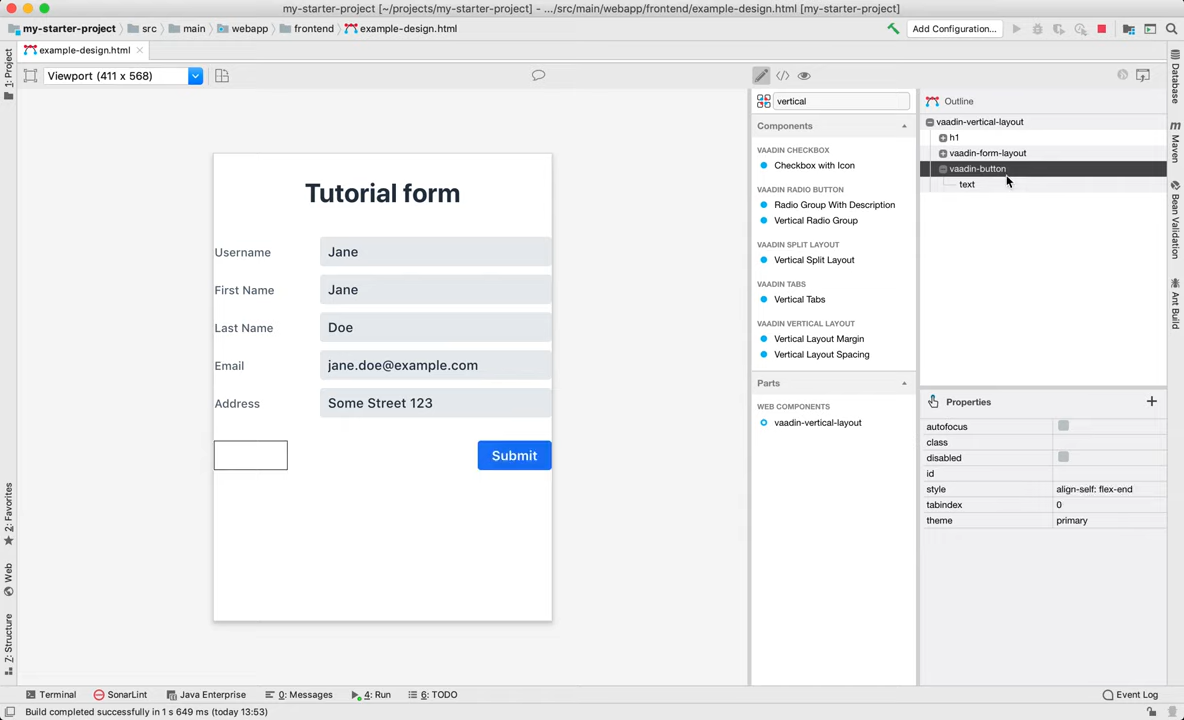 my-starter-project [~/projects/my-starter-project] - .../src/main/webapp/frontend/example-design.html [my-starter-project]
my-starter-project src main webapp frontend example-design.html
Add Configuration...
example-design.html
Viewport (411 x 568)
1: Project
2: Favorites
Web
Z: Structure
Tutorial form
Username Jane
First Name Jane
Last Name Doe
Email jane.doe@example.com
Address Some Street 123
Submit
vertical
Components
VAADIN CHECKBOX
Checkbox with Icon
VAADIN RADIO BUTTON
Radio Group With Description
Vertical Radio Group
VAADIN SPLIT LAYOUT
Vertical Split Layout
VAADIN TABS
Vertical Tabs
VAADIN VERTICAL LAYOUT
Vertical Layout Margin
Vertical Layout Spacing
Parts
WEB COMPONENTS
vaadin-vertical-layout
Outline
vaadin-vertical-layout
h1
vaadin-form-layout
vaadin-button
text
Properties
autofocus
class
disabled
id
style align-self: flex-end
tabindex 0
theme primary
Database
m Maven
Bean Validation
Ant Build
Terminal SonarLint Java Enterprise 0: Messages 4: Run 6: TODO Event Log
Build completed successfully in 1 s 649 ms (today 13:53)